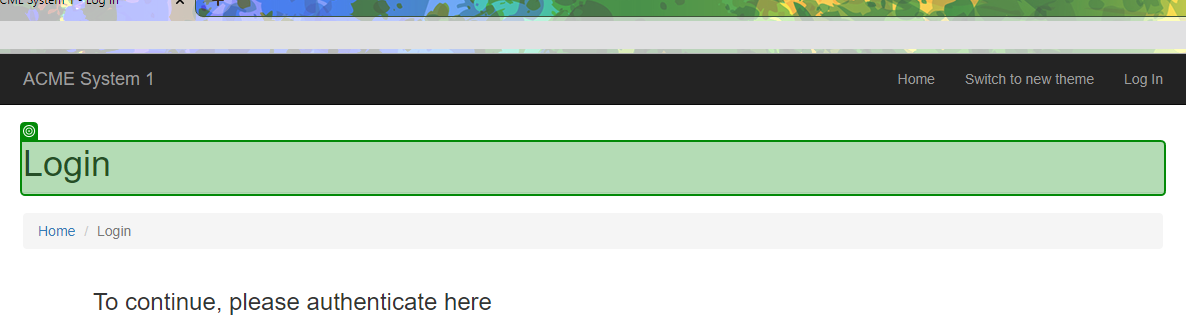 CME System 1 - Log In
ACME System 1 Home Switch to new theme Log In
Login
Home / Login
To continue, please authenticate here